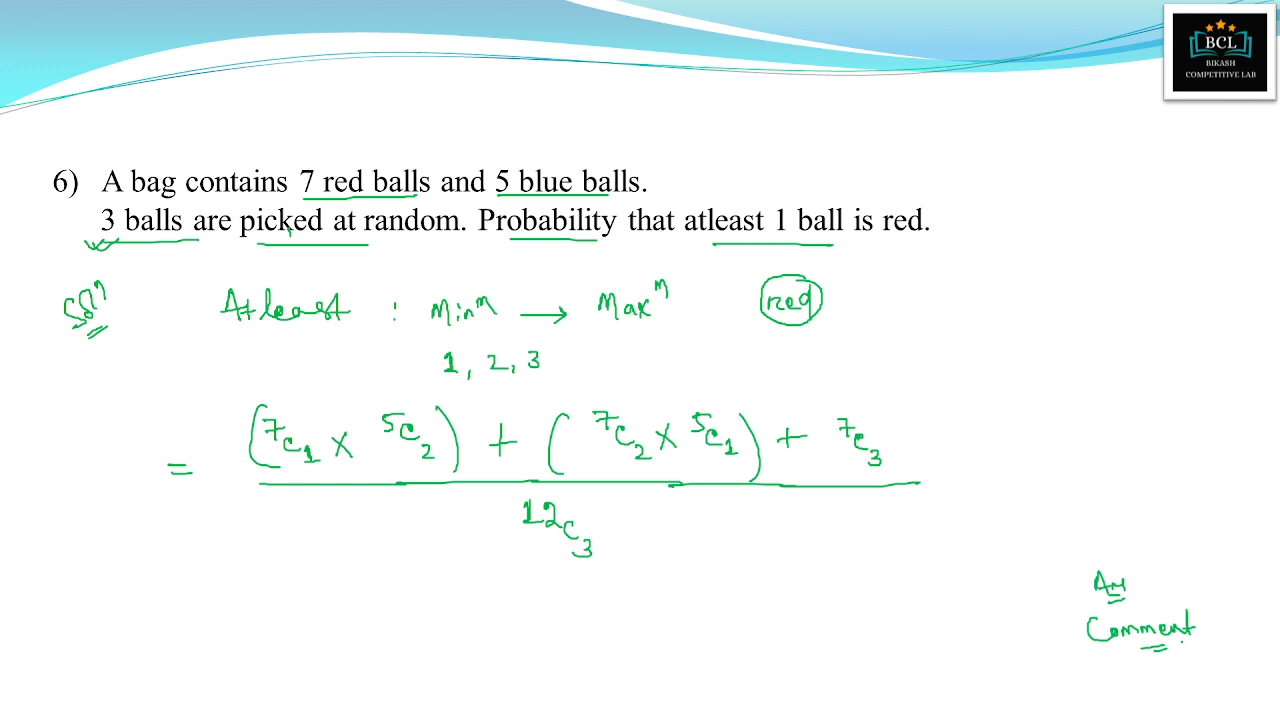 BCL
BIKASH
COMPETITIVE LAB
6) A bag contains 7 red balls and 5 blue balls.
3 balls are picked at random. Probability that atleast 1 ball is red.
Solⁿ Atleast : Minᵐ → Maxᵐ red
1, 2, 3
= (⁷C₁ × ⁵C₂) + (⁷C₂ × ⁵C₁) + ⁷C₃
12C₃
Ans
Comment